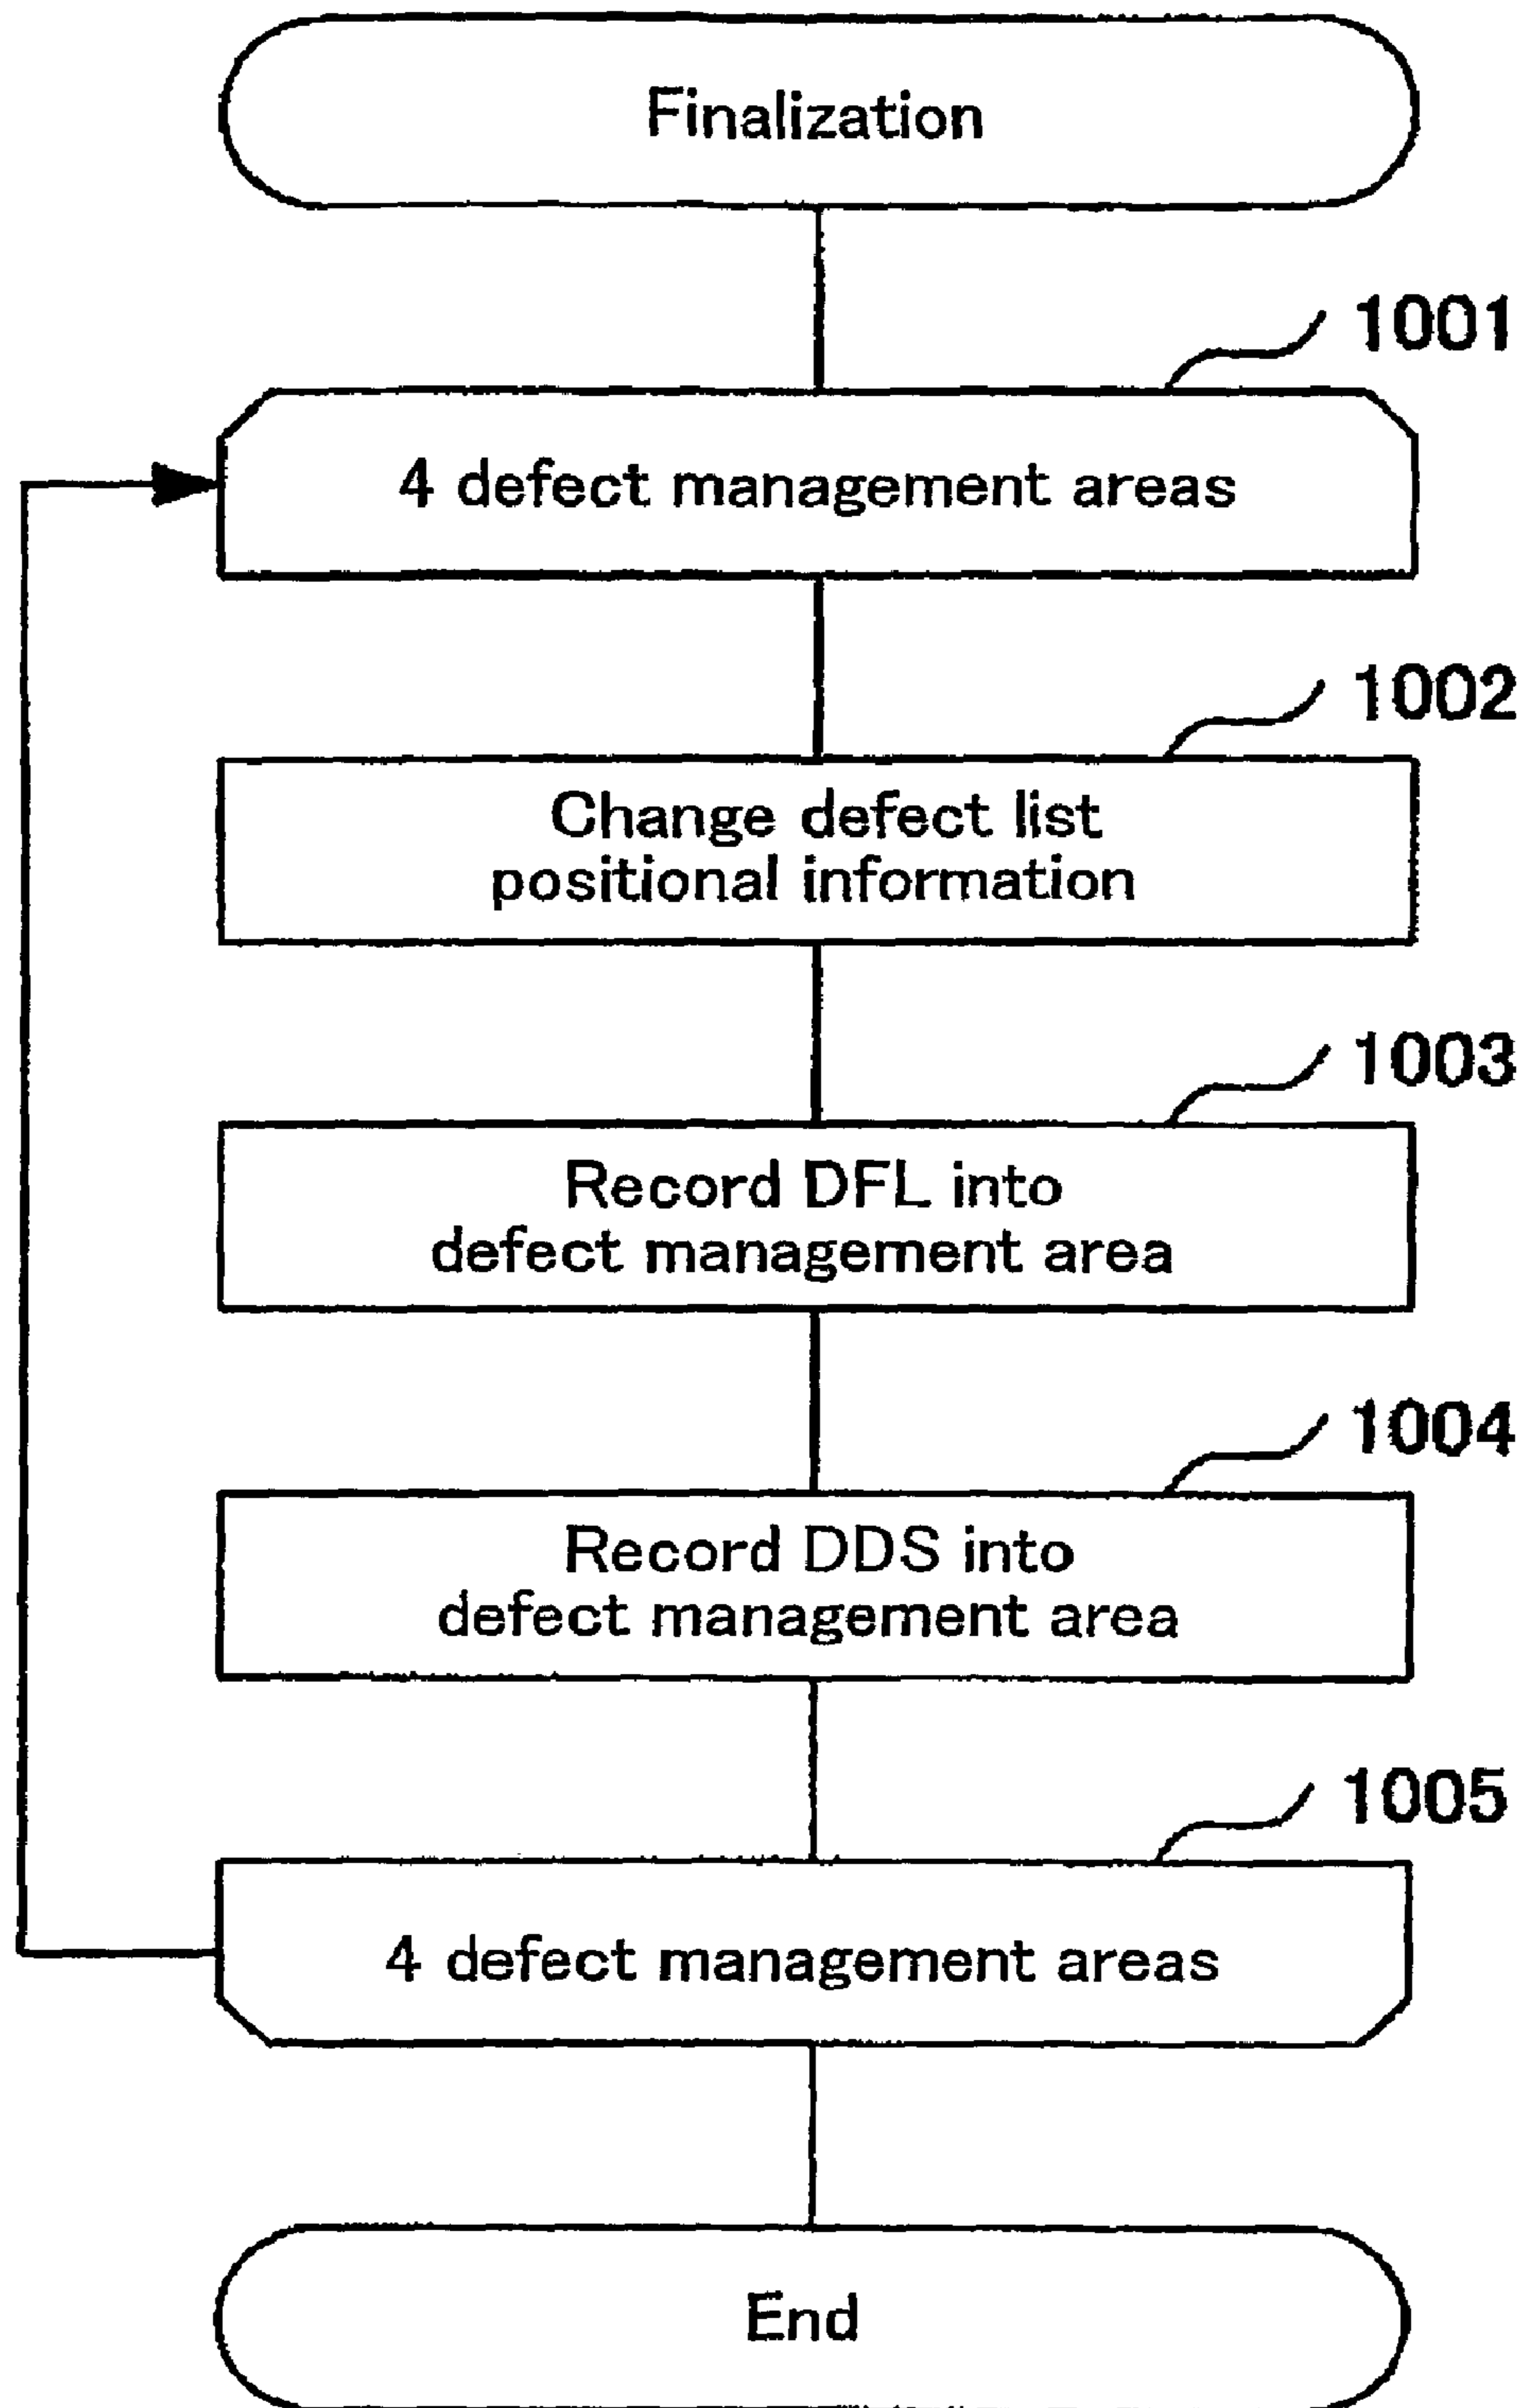 Finalization
1001
4 defect management areas
1002
Change defect list
positional information
1003
Record DFL into
defect management area
1004
Record DDS into
defect management area
1005
4 defect management areas
End